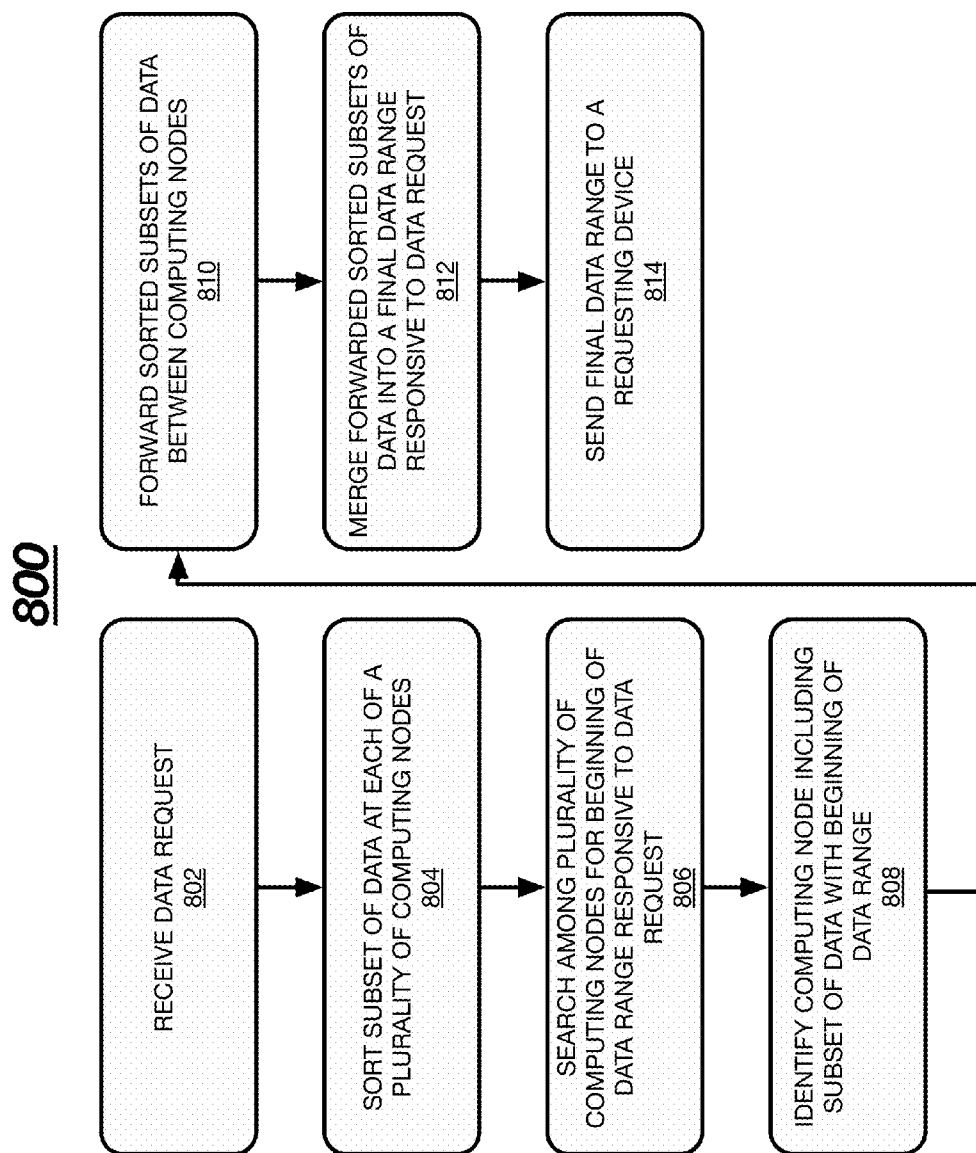 800
RECEIVE DATA REQUEST
802
SORT SUBSET OF DATA AT EACH OF A
PLURALITY OF COMPUTING NODES
804
SEARCH AMONG PLURALITY OF
COMPUTING NODES FOR BEGINNING OF
DATA RANGE RESPONSIVE TO DATA
REQUEST
806
IDENTIFY COMPUTING NODE INCLUDING
SUBSET OF DATA WITH BEGINNING OF
DATA RANGE
808
FORWARD SORTED SUBSETS OF DATA
BETWEEN COMPUTING NODES
810
MERGE FORWARDED SORTED SUBSETS OF
DATA INTO A FINAL DATA RANGE
RESPONSIVE TO DATA REQUEST
812
SEND FINAL DATA RANGE TO A
REQUESTING DEVICE
814